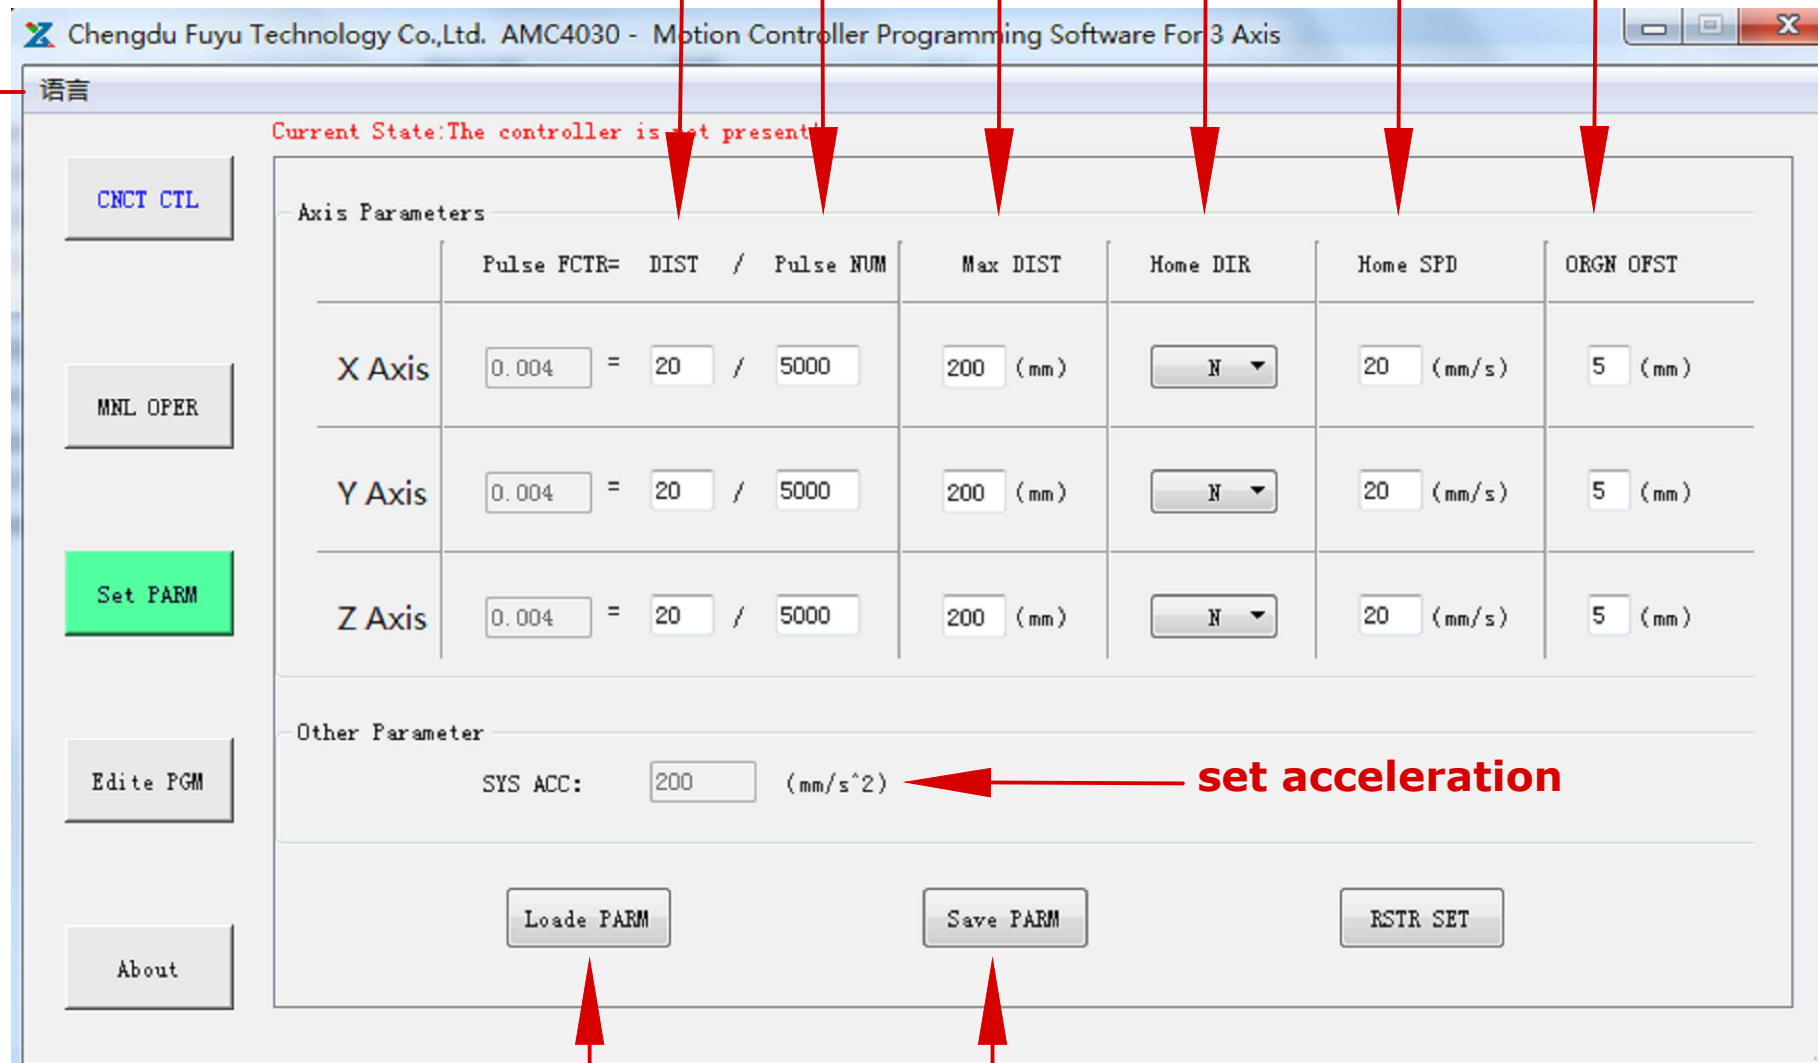 Chengdu Fuyu Technology Co.,Ltd. AMC4030 - Motion Controller Programming Software For 3 Axis
语言
Current State:The controller is not present!
CNCT CTL
Axis Parameters
Pulse FCTR= DIST / Pulse NUM Max DIST Home DIR Home SPD ORGN OFST
X Axis 0.004 = 20 / 5000 200 (mm) N 20 (mm/s) 5 (mm)
MNL OPER
Y Axis 0.004 = 20 / 5000 200 (mm) N 20 (mm/s) 5 (mm)
Set PARM
Z Axis 0.004 = 20 / 5000 200 (mm) N 20 (mm/s) 5 (mm)
Other Parameter
Edite PGM
SYS ACC: 200 (mm/s^2) set acceleration
Loade PARM Save PARM RSTR SET
About